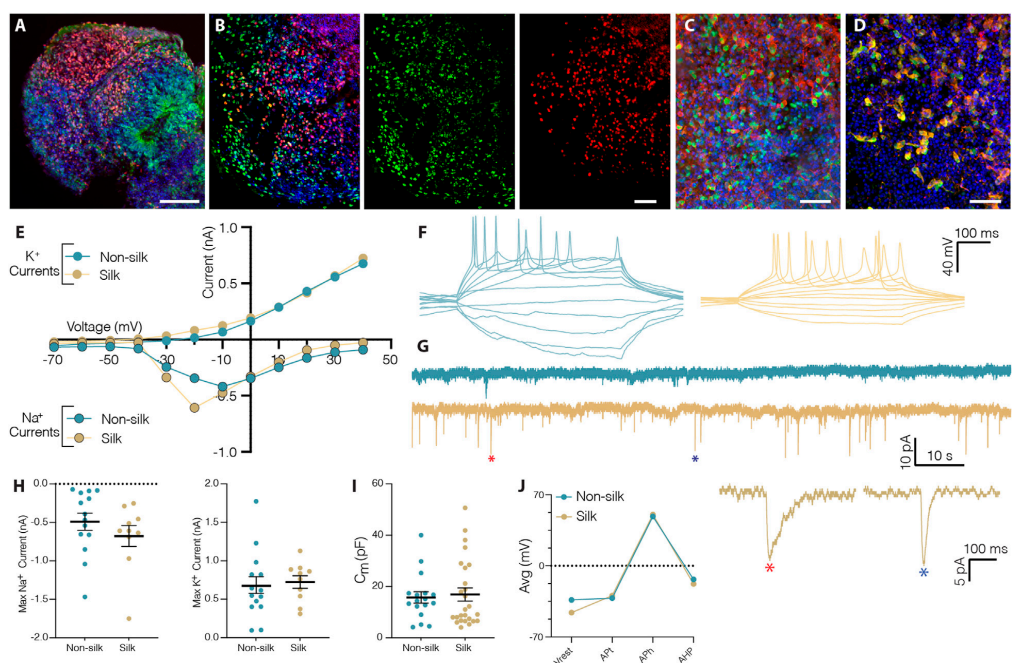 A
B
C
D
E
K⁺
Currents
Non-silk
Silk
Current (nA)
1.0
0.5
Voltage (mV)
-70 -50 -30 -10 10 30 50
-0.5
-1.0
Na⁺
Currents
Non-silk
Silk
F
100 ms
40 mV
G
*
*
10 pA
10 s
H
Max Na⁺ Current (nA)
0.0
-0.5
-1.0
-1.5
-2.0
Non-silk Silk
Max K⁺ Current (nA)
2.0
1.5
1.0
0.5
0.0
Non-silk Silk
I
Cm (pF)
60
40
20
0
Non-silk Silk
J
Non-silk
Silk
Avg (mV)
70
0
-70
Vrest APt APh AHP
*
*
5 pA
100 ms